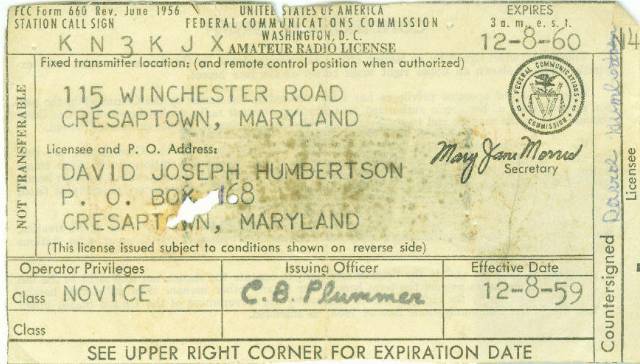 FCC Form 660 Rev. June 1956 UNITED STATES OF AMERICA EXPIRES
STATION CALL SIGN FEDERAL COMMUNICATIONS COMMISSION 3 a.m., e.s.t.
KN3KJX WASHINGTON, D.C. 12-8-60
AMATEUR RADIO LICENSE
Fixed transmitter location: (and remote control position when authorized)
115 WINCHESTER ROAD
CRESAPTOWN, MARYLAND
FEDERAL COMMUNICATIONS COMMISSION
NOT TRANSFERABLE
Licensee and P. O. Address:
Mary Jane Morris
Secretary
DAVID JOSEPH HUMBERTSON
P. O. BOX 168
CRESAPTOWN, MARYLAND
(This license issued subject to conditions shown on reverse side)
Operator Privileges Issuing Officer Effective Date
Class NOVICE C.B. Plummer 12-8-59
Class
SEE UPPER RIGHT CORNER FOR EXPIRATION DATE
Countersigned
Licensee